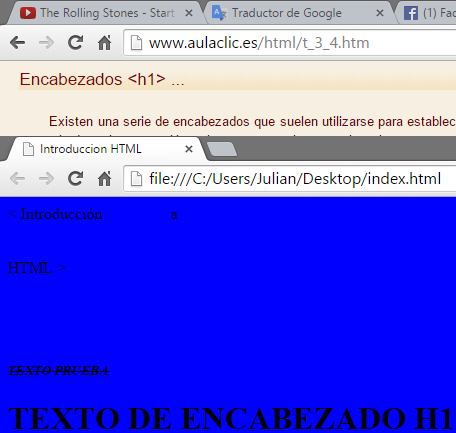 The Rolling Stones - Start
Traductor de Google
(1) Fac
www.aulaclic.es/html/t_3_4.htm
Encabezados <h1> ...
Existen una serie de encabezados que suelen utilizarse para establec
Introduccion HTML
file:///C:/Users/Julian/Desktop/index.html
< Introducción a
HTML >
TEXTO PRUEBA
TEXTO DE ENCABEZADO H1